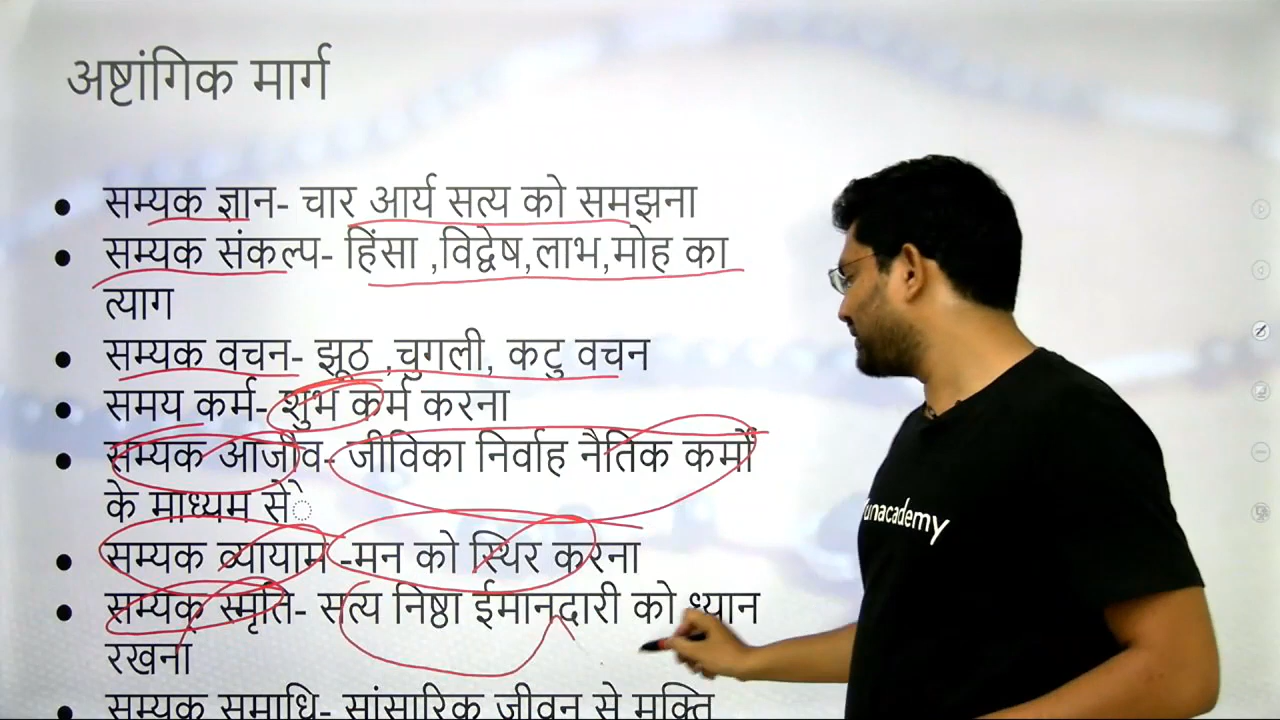 अष्टांगिक मार्ग
• सम्यक ज्ञान- चार आर्य सत्य को समझना
• सम्यक संकल्प- हिंसा ,विद्वेष,लाभ,मोह का
त्याग
• सम्यक वचन- झूठ ,चुगली, कटु वचन
• समय कर्म- शुभ कर्म करना
• सम्यक आजीव- जीविका निर्वाह नैतिक कर्मों
के माध्यम सेे
• सम्यक व्यायाम -मन को स्थिर करना
• सम्यक स्मृति- सत्य निष्ठा ईमानदारी को ध्यान
रखना
• सम्यक समाधि- सांसारिक जीवन से मुक्ति
unacademy